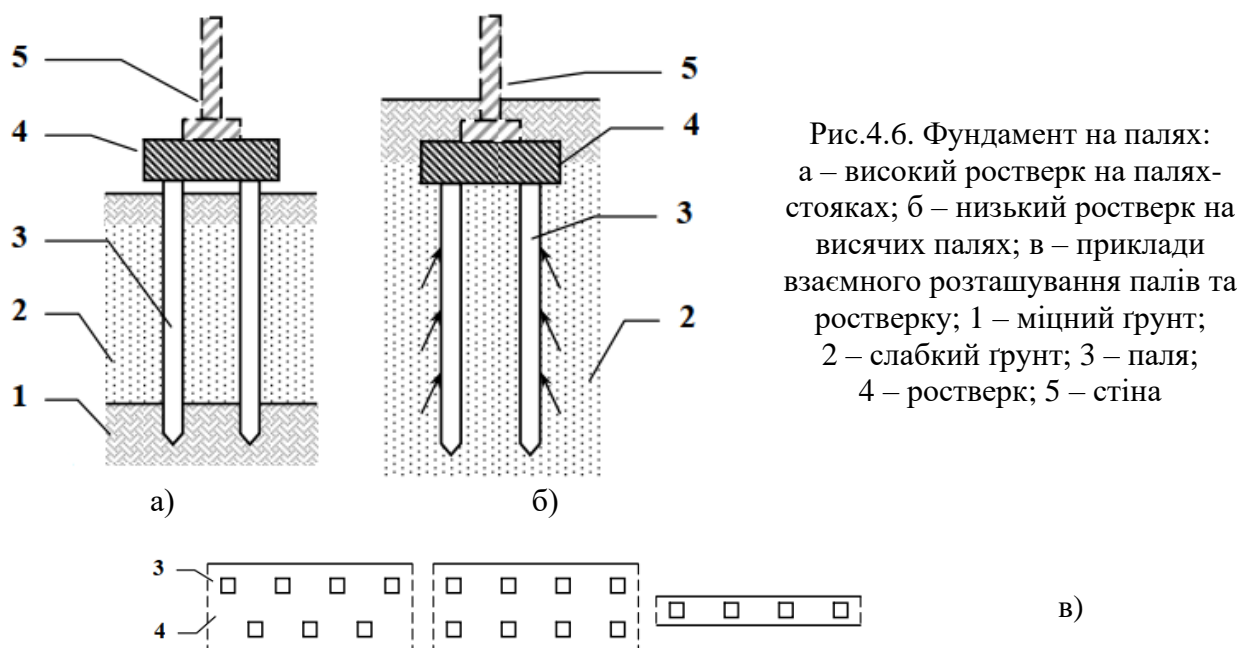 5
4
3
2
1
а)
5
4
3
2
б)
Рис.4.6. Фундамент на палях:
а – високий ростверк на палях-
стояках; б – низький ростверк на
висячих палях; в – приклади
взаємного розташування палів та
ростверку; 1 – міцний ґрунт;
2 – слабкий ґрунт; 3 – паля;
4 – ростверк; 5 – стіна
3
4
в)